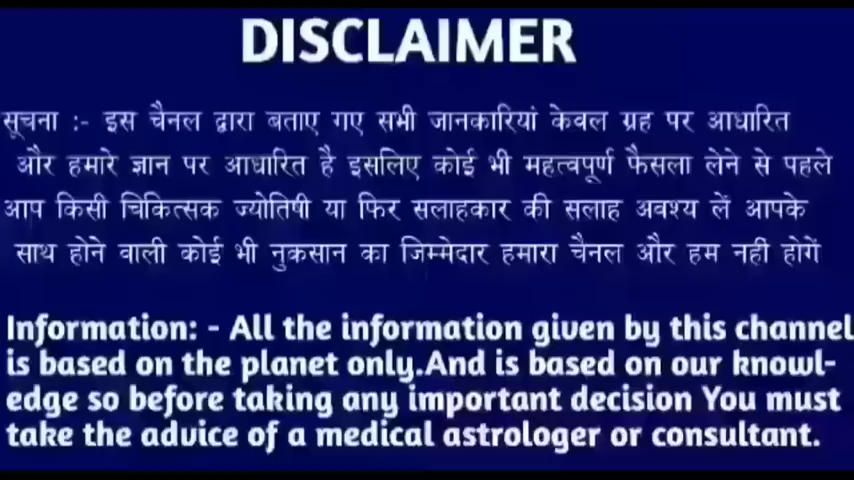 DISCLAIMER
सूचना :- इस चैनल द्वारा बताए गए सभी जानकारियां केवल ग्रह पर आधारित
और हमारे ज्ञान पर आधारित है इसलिए कोई भी महत्वपूर्ण फैसला लेने से पहले
आप किसी चिकित्सक ज्योतिषी या फिर सलाहकार की सलाह अवश्य लें आपके
साथ होने वाली कोई भी नुकसान का जिम्मेदार हमारा चैनल और हम नही होगें
Information: - All the information given by this channel
is based on the planet only.And is based on our knowl-
edge so before taking any important decision You must
take the advice of a medical astrologer or consultant.